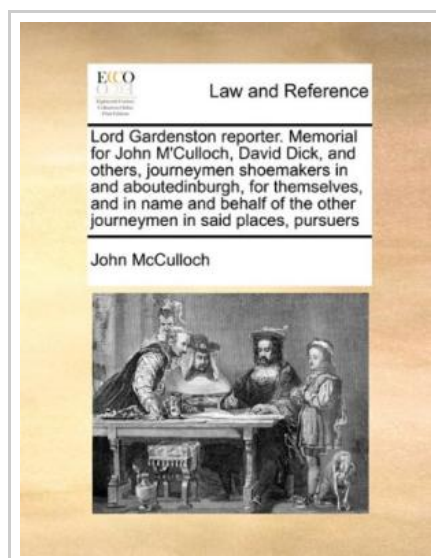 ECCO
Law and Reference
Lord Gardenston reporter. Memorial
for John M'Culloch, David Dick, and
others, journeymen shoemakers in
and aboutedinburgh, for themselves,
and in name and behalf of the other
journeymen in said places, pursuers
John McCulloch